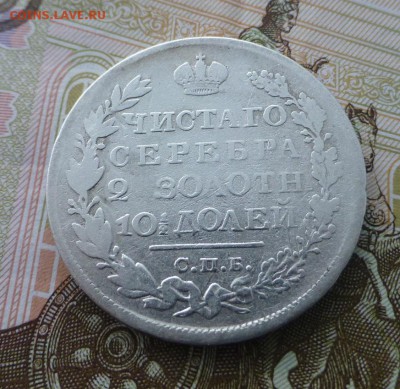 COINS.LAVE.RU
ЧИСТАГО
СЕРЕБРА
2 ЗОЛОТН
10½ ДОЛЕЙ
С.П.Б.